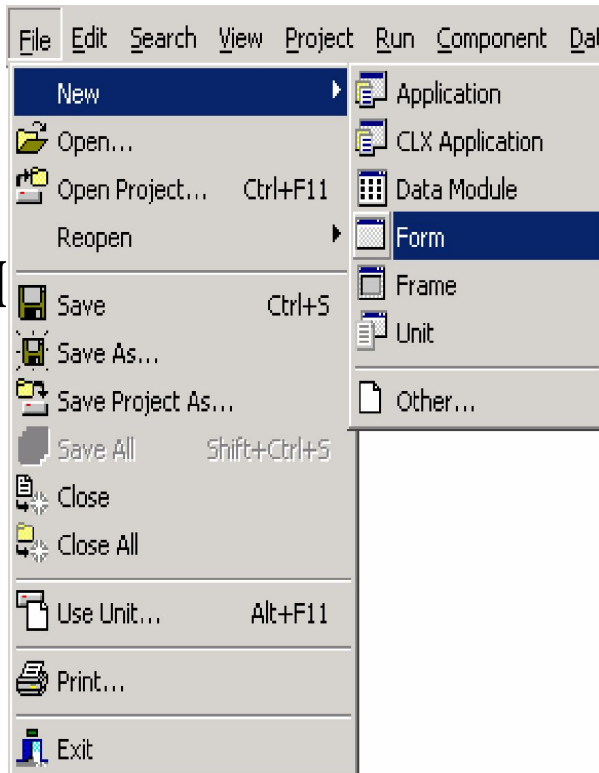 File Edit Search View Project Run Component
New
Open...
Open Project... Ctrl+F11
Reopen
Save Ctrl+S
Save As...
Save Project As...
Save All Shift+Ctrl+S
Close
Close All
Use Unit... Alt+F11
Print...
Exit
Application
CLX Application
Data Module
Form
Frame
Unit
Other...